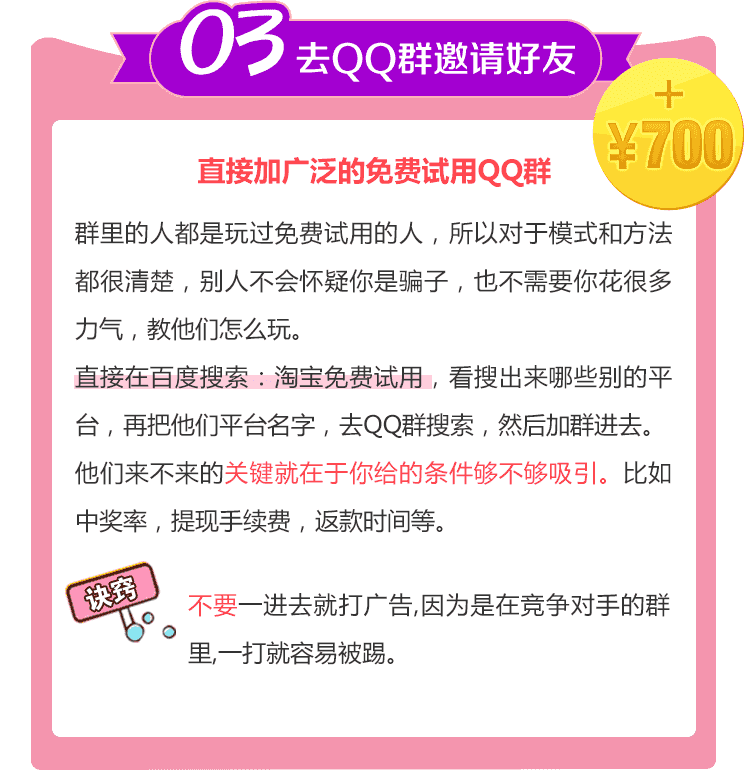 03 去QQ群邀请好友
+
¥700
直接加广泛的免费试用QQ群
群里的人都是玩过免费试用的人，所以对于模式和方法
都很清楚，别人不会怀疑你是骗子，也不需要你花很多
力气，教他们怎么玩。
直接在百度搜索：淘宝免费试用，看搜出来哪些别的平
台，再把他们平台名字，去QQ群搜索，然后加群进去。
他们来不来的关键就在于你给的条件够不够吸引。比如
中奖率，提现手续费，返款时间等。
诀窍
不要一进去就打广告,因为是在竞争对手的群
里,一打就容易被踢。